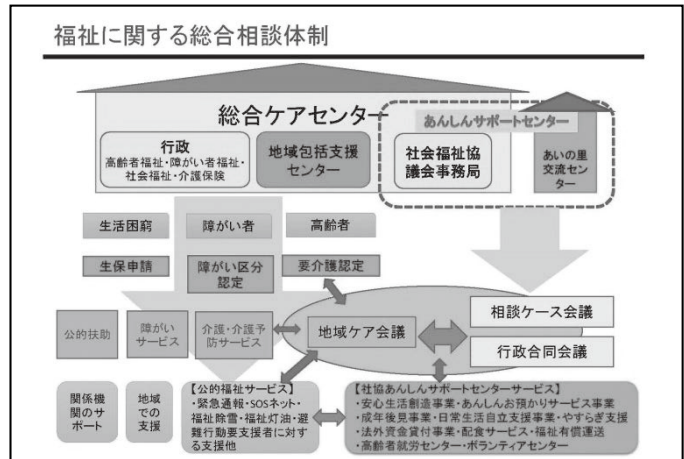 福祉に関する総合相談体制
総合ケアセンター
あんしんサポートセンター
行政
高齢者福祉・障がい者福祉・
社会福祉・介護保険
地域包括支援
センター
社会福祉協
議会事務局
あいの里
交流セン
ター
生活困窮
障がい者
高齢者
生保申請
障がい区分
認定
要介護認定
公的扶助
障がい
サービス
介護・介護予
防サービス
地域ケア会議
相談ケース会議
行政合同会議
関係機
関のサ
ポート
地域
での
支援
【公的福祉サービス】
・緊急通報・SOSネット・
福祉除雪・福祉灯油・避
難行動要支援者に対す
る支援他
【社協あんしんサポートセンターサービス】
・安心生活創造事業・あんしんお預かりサービス事業
・成年後見事業・日常生活自立支援事業・やすらぎ支援
・法外資金貸付事業・配食サービス・福祉有償運送
・高齢者就労センター・ボランティアセンター